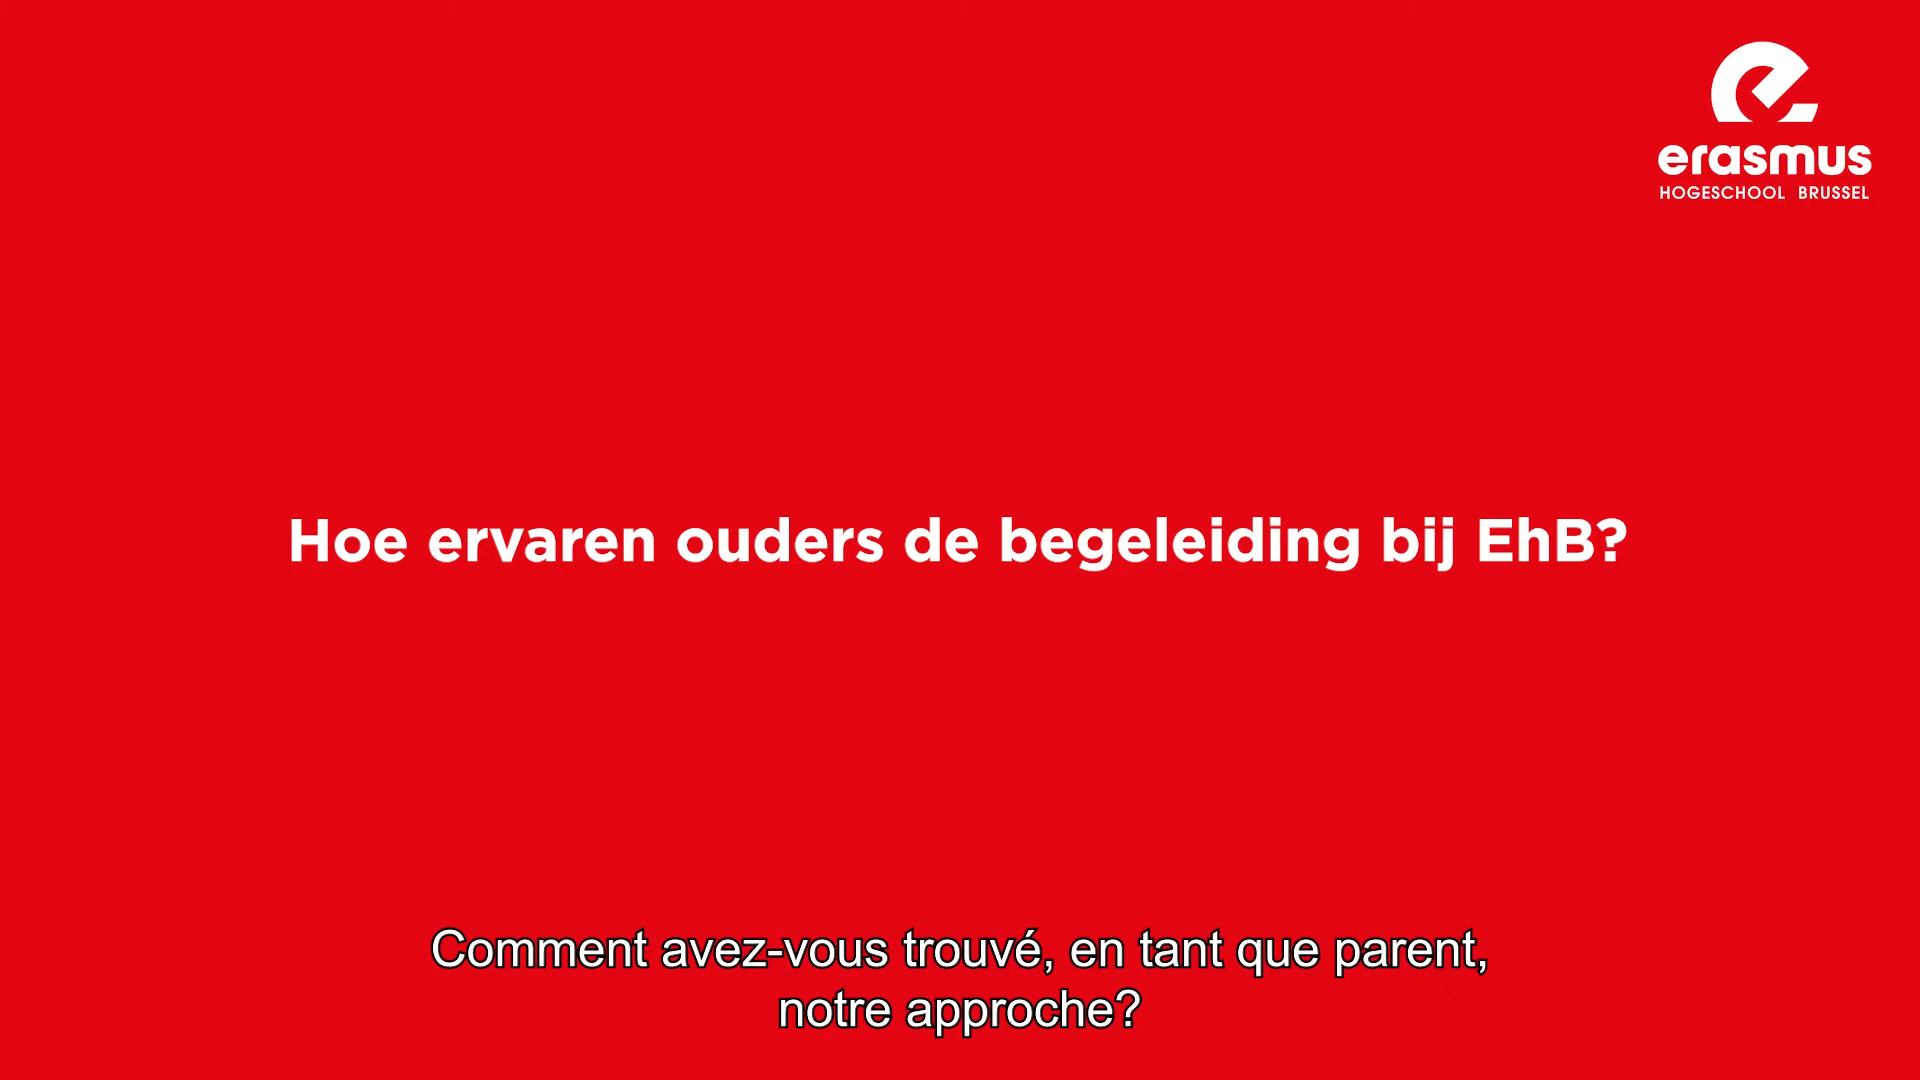 erasmus
HOGESCHOOL BRUSSEL
Hoe ervaren ouders de begeleiding bij EhB?
Comment avez-vous trouvé, en tant que parent,
notre approche?